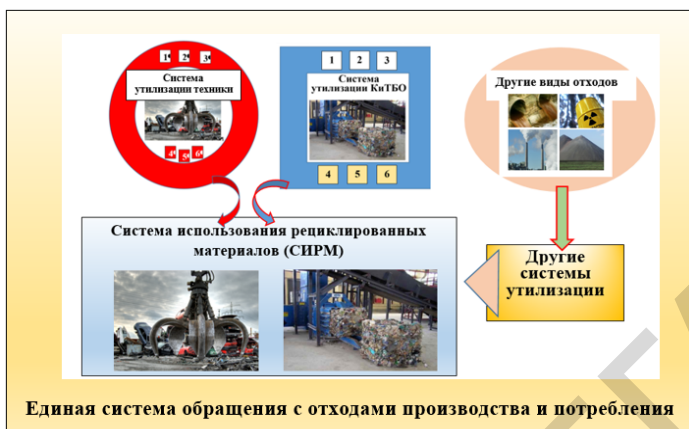 1* 2* 3*
Система
утилизации техники
4* 5* 6*
1 2 3
Система
утилизации КиТБО
4 5 6
Другие виды отходов
Система использования рециклированных
материалов (СИРМ)
Другие
системы
утилизации
Единая система обращения с отходами производства и потребления